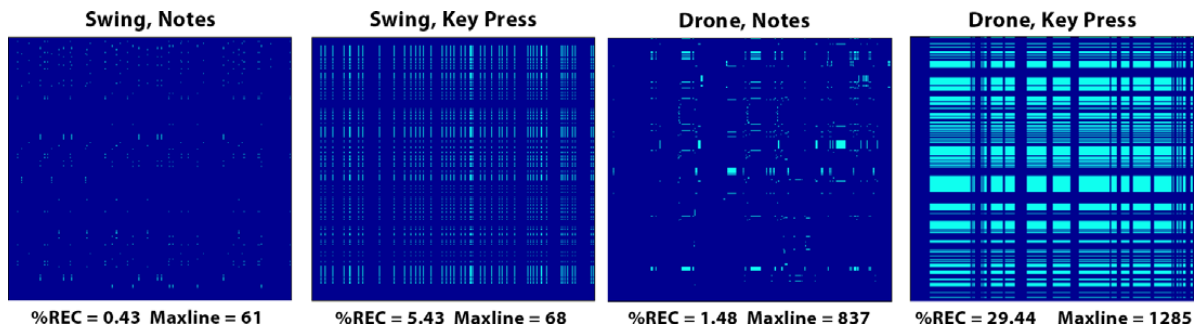 Swing, Notes
Swing, Key Press
Drone, Notes
Drone, Key Press
%REC = 0.43 Maxline = 61
%REC = 5.43 Maxline = 68
%REC = 1.48 Maxline = 837
%REC = 29.44 Maxline = 1285